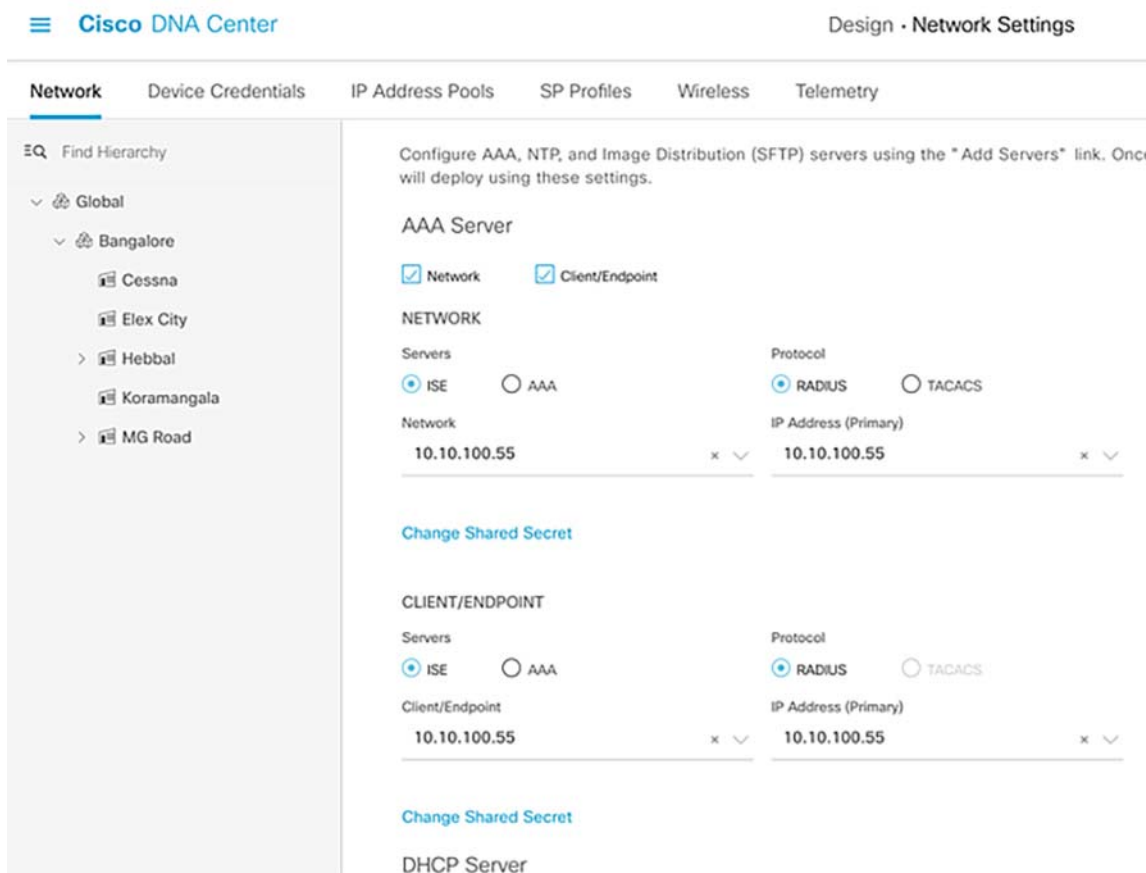 Cisco DNA Center
Design · Network Settings
Network Device Credentials IP Address Pools SP Profiles Wireless Telemetry
Find Hierarchy
Global
Bangalore
Cessna
Elex City
Hebbal
Koramangala
MG Road
Configure AAA, NTP, and Image Distribution (SFTP) servers using the "Add Servers" link. Once
will deploy using these settings.
AAA Server
Network Client/Endpoint
NETWORK
Servers Protocol
ISE AAA RADIUS TACACS
Network IP Address (Primary)
10.10.100.55 10.10.100.55
Change Shared Secret
CLIENT/ENDPOINT
Servers Protocol
ISE AAA RADIUS TACACS
Client/Endpoint IP Address (Primary)
10.10.100.55 10.10.100.55
Change Shared Secret
DHCP Server